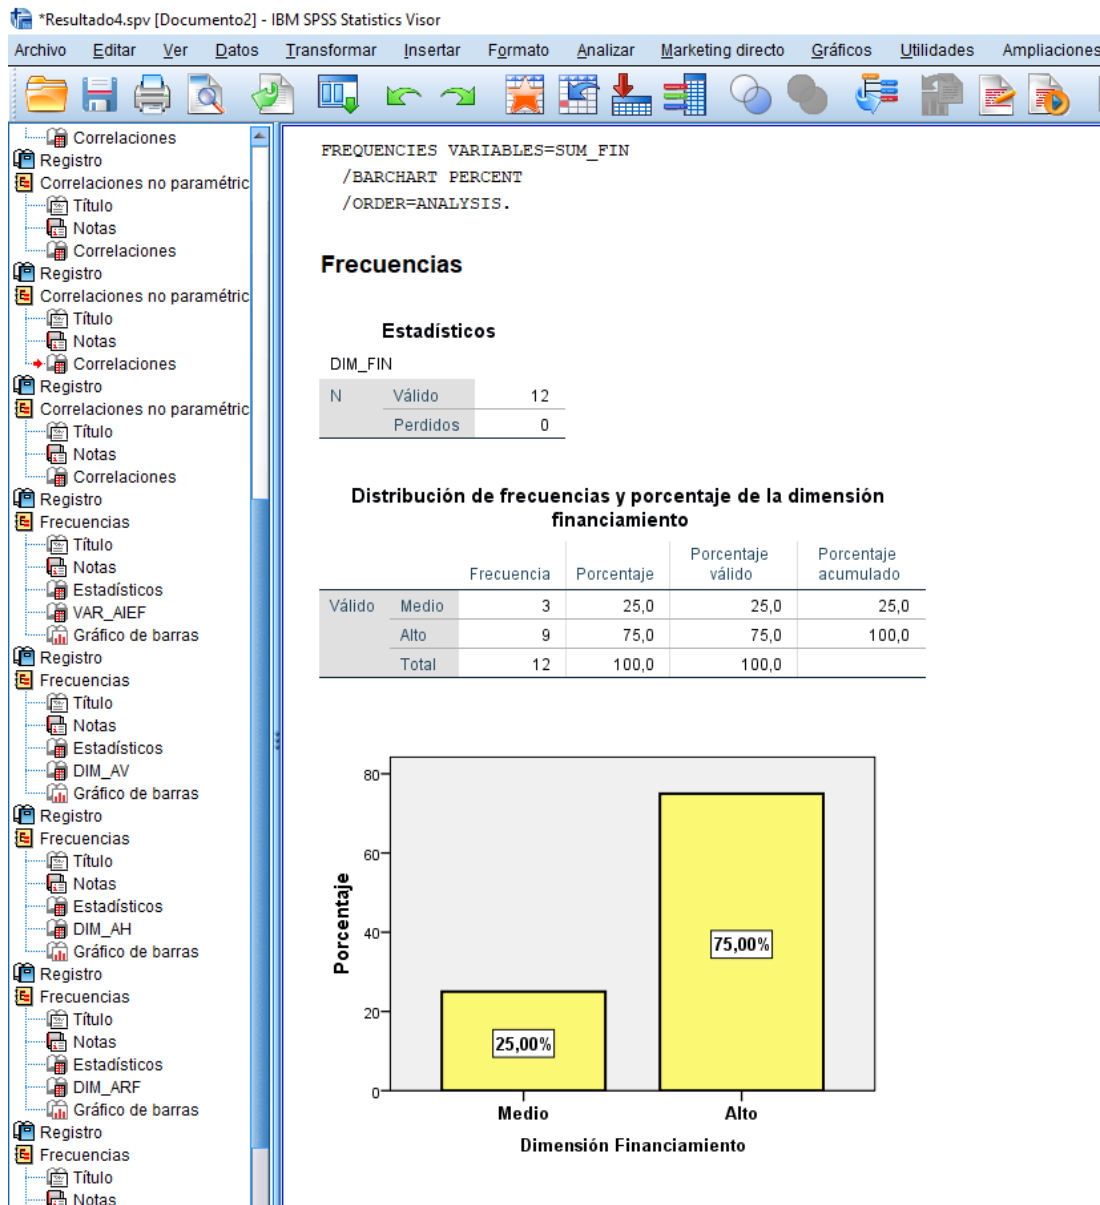 *Resultado4.spv [Documento2] - IBM SPSS Statistics Visor
Archivo Editar Ver Datos Transformar Insertar Formato Analizar Marketing directo Gráficos Utilidades Ampliaciones
Correlaciones
Registro
Correlaciones no paramétric
Título
Notas
Correlaciones
Registro
Correlaciones no paramétric
Título
Notas
Correlaciones
Registro
Correlaciones no paramétric
Título
Notas
Correlaciones
Registro
Frecuencias
Título
Notas
Estadísticos
VAR_AIEF
Gráfico de barras
Registro
Frecuencias
Título
Notas
Estadísticos
DIM_AV
Gráfico de barras
Registro
Frecuencias
Título
Notas
Estadísticos
DIM_AH
Gráfico de barras
Registro
Frecuencias
Título
Notas
Estadísticos
DIM_ARF
Gráfico de barras
Registro
Frecuencias
Título
Notas
FREQUENCIES VARIABLES=SUM_FIN
/BARCHART PERCENT
/ORDER=ANALYSIS.
Frecuencias
Estadísticos
DIM_FIN
N Válido 12
Perdidos 0
Distribución de frecuencias y porcentaje de la dimensión
financiamiento
Frecuencia Porcentaje Porcentaje válido Porcentaje acumulado
Válido Medio 3 25,0 25,0 25,0
Alto 9 75,0 75,0 100,0
Total 12 100,0 100,0
Porcentaje
80
60
40
20
0
75,00%
25,00%
Medio Alto
Dimensión Financiamiento